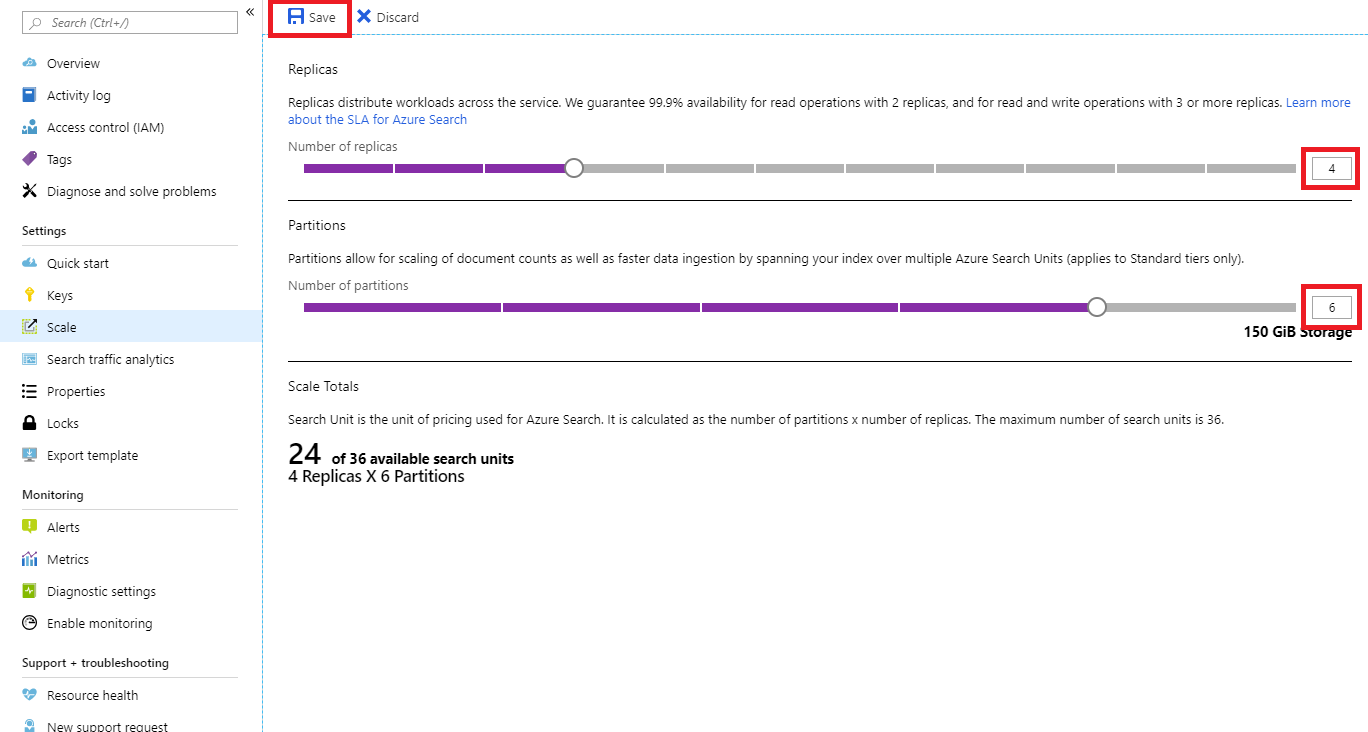 Search (Ctrl+/)
«
Overview
Activity log
Access control (IAM)
Tags
Diagnose and solve problems
Settings
Quick start
Keys
Scale
Search traffic analytics
Properties
Locks
Export template
Monitoring
Alerts
Metrics
Diagnostic settings
Enable monitoring
Support + troubleshooting
Resource health
New support request
Save
Discard
Replicas
Replicas distribute workloads across the service. We guarantee 99.9% availability for read operations with 2 replicas, and for read and write operations with 3 or more replicas. Learn more
about the SLA for Azure Search
Number of replicas
4
Partitions
Partitions allow for scaling of document counts as well as faster data ingestion by spanning your index over multiple Azure Search Units (applies to Standard tiers only).
Number of partitions
6
150 GiB Storage
Scale Totals
Search Unit is the unit of pricing used for Azure Search. It is calculated as the number of partitions x number of replicas. The maximum number of search units is 36.
24 of 36 available search units
4 Replicas X 6 Partitions